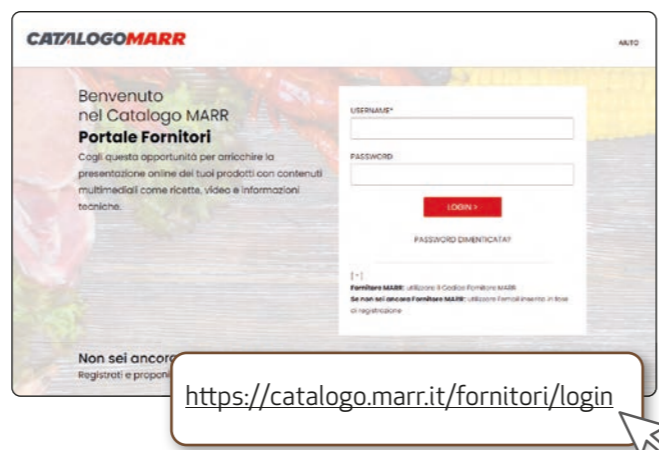 CATALOGOMARR
AIUTO
Benvenuto
nel Catalogo MARR
Portale Fornitori
Cogli questa opportunità per arricchire la
presentazione online dei tuoi prodotti con contenuti
multimediali come ricette, video e informazioni
tecniche.
USERNAME*
PASSWORD
LOGIN >
PASSWORD DIMENTICATA?
Fornitore MARR: utilizzare il Codice Fornitore MARR
Se non sei ancora Fornitore MARR: utilizzare l'email inserita in fase
di registrazione
Non sei ancora
Registrati e proponi
https://catalogo.marr.it/fornitori/login